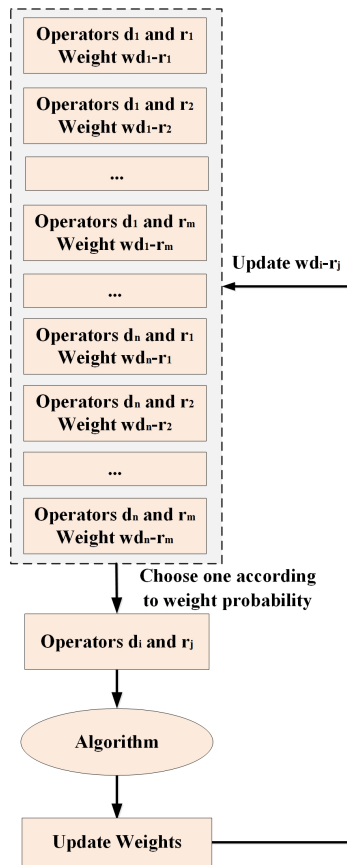 Operators d₁ and r₁
Weight wd₁-r₁
Operators d₁ and r₂
Weight wd₁-r₂
...
Operators d₁ and rₘ
Weight wd₁-rₘ
Update wdᵢ-rⱼ
...
Operators dₙ and r₁
Weight wdₙ-r₁
Operators dₙ and r₂
Weight wdₙ-r₂
...
Operators dₙ and rₘ
Weight wdₙ-rₘ
Choose one according
to weight probability
Operators dᵢ and rⱼ
Algorithm
Update Weights